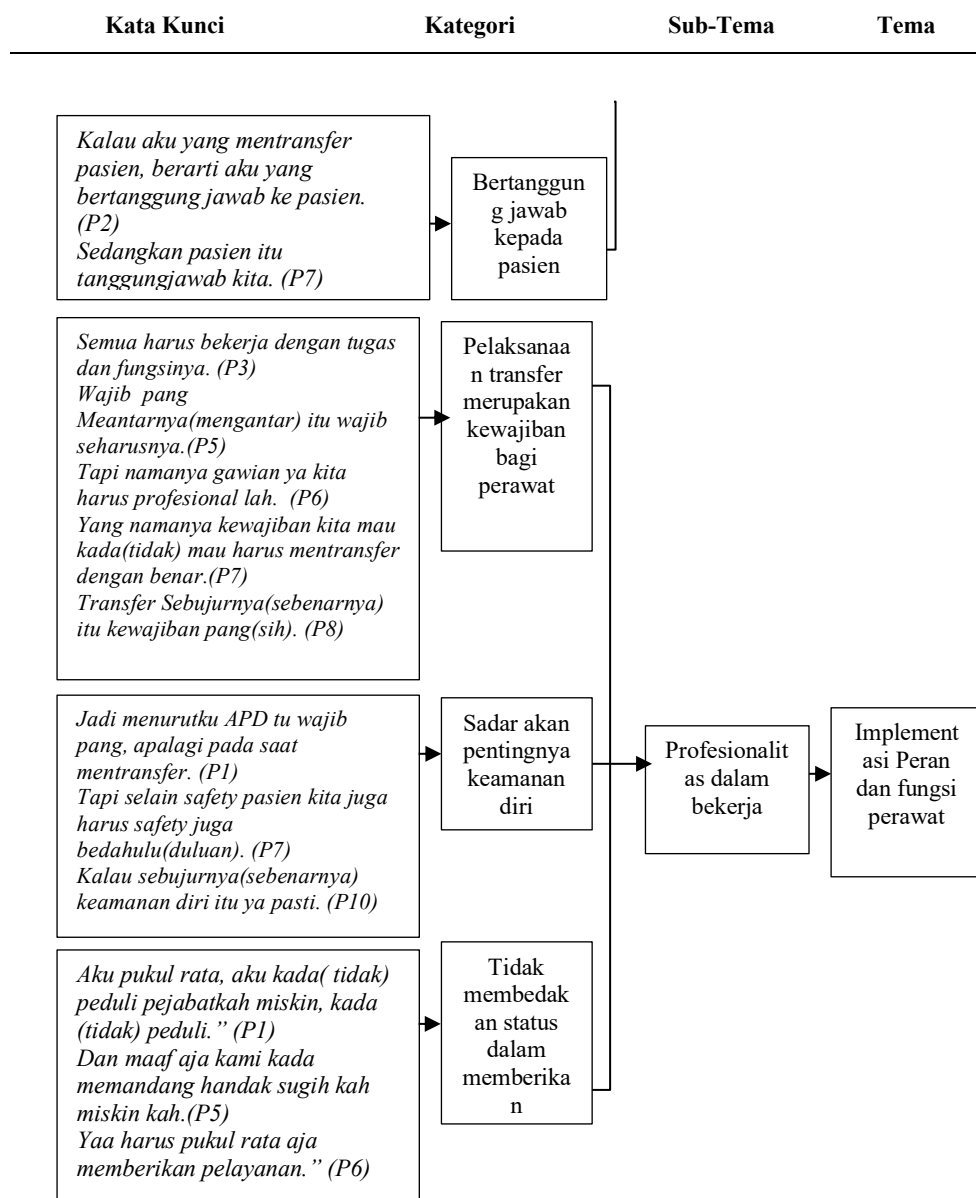 Kata Kunci Kategori Sub-Tema Tema
Kalau aku yang mentransfer
pasien, berarti aku yang
bertanggung jawab ke pasien.
(P2)
Sedangkan pasien itu
tanggungjawab kita. (P7)
Bertanggun
g jawab
kepada
pasien
Semua harus bekerja dengan tugas
dan fungsinya. (P3)
Wajib pang
Meantarnya(mengantar) itu wajib
seharusnya.(P5)
Tapi namanya gawian ya kita
harus profesional lah. (P6)
Yang namanya kewajiban kita mau
kada(tidak) mau harus mentransfer
dengan benar.(P7)
Transfer Sebujurnya(sebenarnya)
itu kewajiban pang(sih). (P8)
Pelaksanaa
n transfer
merupakan
kewajiban
bagi
perawat
Jadi menurutku APD tu wajib
pang, apalagi pada saat
mentransfer. (P1)
Tapi selain safety pasien kita juga
harus safety juga
bedahulu(duluan). (P7)
Kalau sebujurnya(sebenarnya)
keamanan diri itu ya pasti. (P10)
Sadar akan
pentingnya
keamanan
diri
Profesionalit
as dalam
bekerja
Implement
asi Peran
dan fungsi
perawat
Aku pukul rata, aku kada( tidak)
peduli pejabatkah miskin, kada
(tidak) peduli.” (P1)
Dan maaf aja kami kada
memandang handak sugih kah
miskin kah.(P5)
Yaa harus pukul rata aja
memberikan pelayanan.” (P6)
Tidak
membedak
an status
dalam
memberika
n